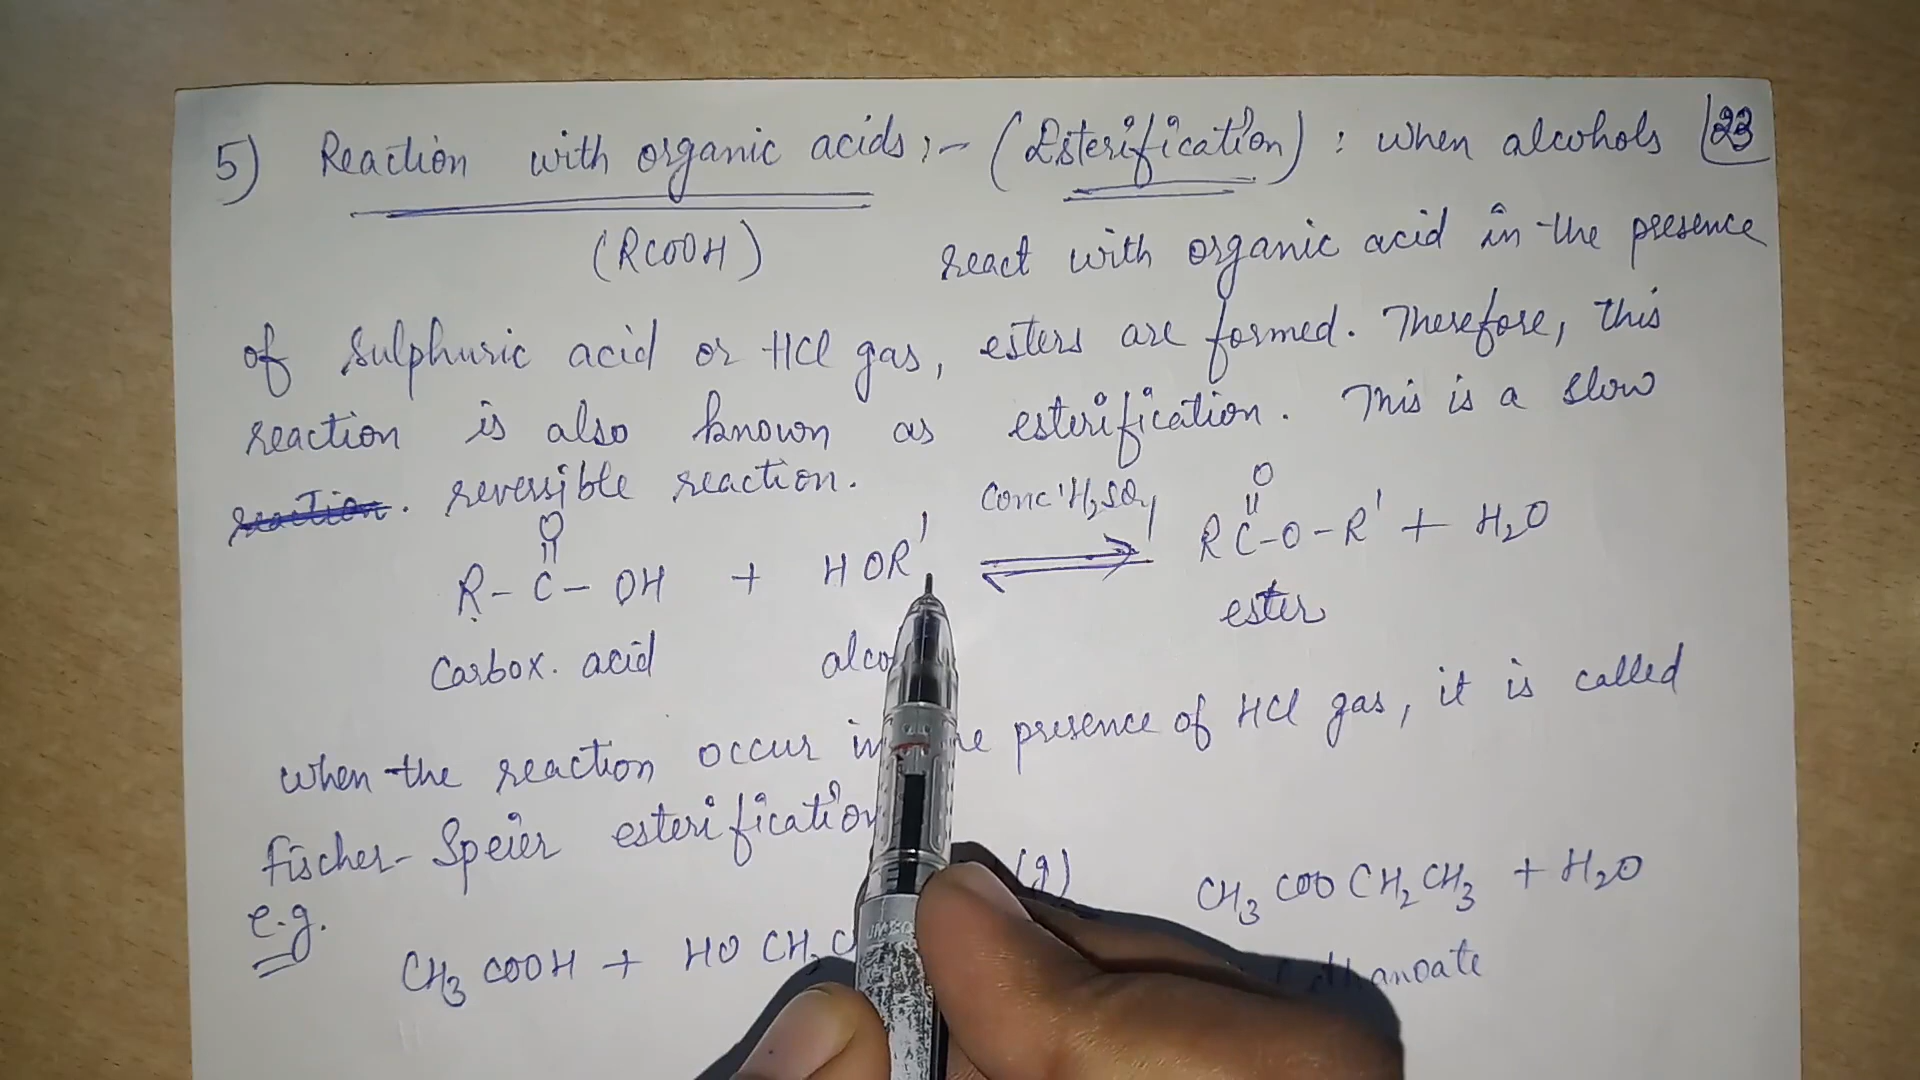 5) Reaction with organic acids :- (Esterification) : when alcohols 23
(RCOOH) react with organic acid in the presence
of sulphuric acid or HCl gas, esters are formed. Therefore, this
reaction is also known as esterification. This is a slow
reaction. reversible reaction.
R-C(=O)-OH + HOR' ⇌ (Conc. H₂SO₄) RC(=O)-O-R' + H₂O
Carbox. acid ester
when the reaction occur in presence of HCl gas, it is called
Fischer-Speier esterification
e.g. (g)
CH₃COOH + HOCH₂ CH₃COOCH₂CH₃ + H₂O